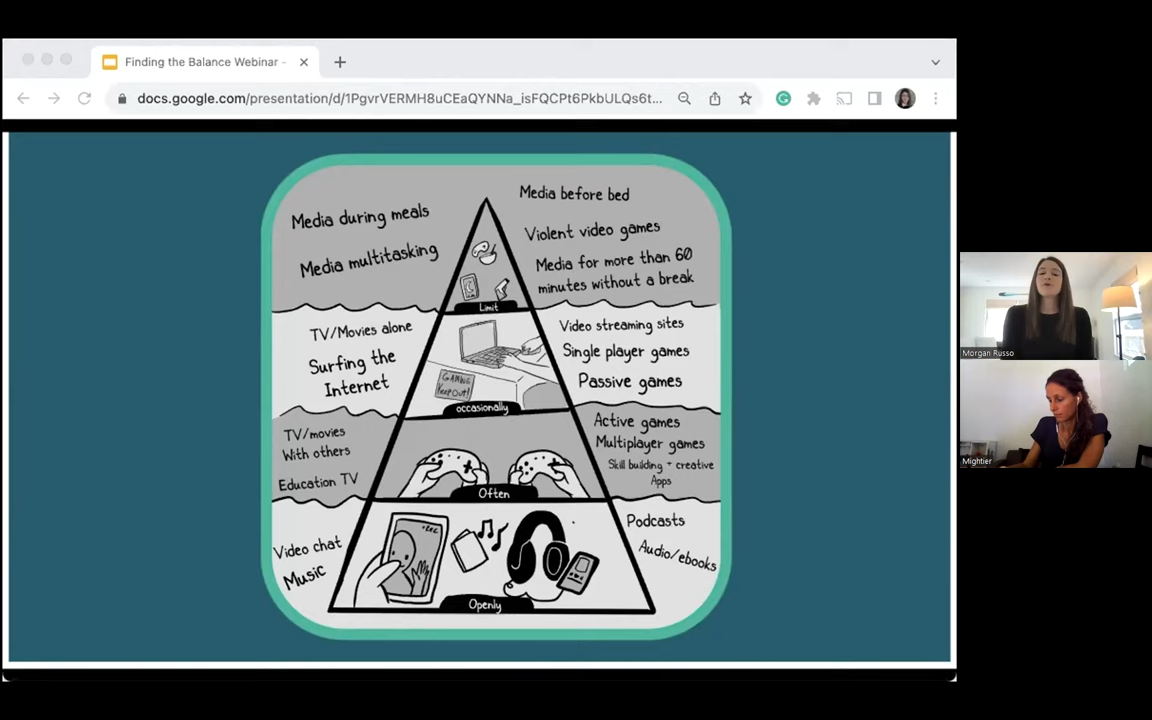 Finding the Balance Webinar -
docs.google.com/presentation/d/1PgvrVERMH8uCEaQYNNa_isFQCPt6PkbULQs6t...
Media during meals
Media multitasking
Media before bed
Violent video games
Media for more than 60
minutes without a break
Limit
TV/Movies alone
Surfing the
Internet
GAMING
KEEP OUT!
Video streaming sites
Single player games
Passive games
occasionally
TV/movies
With others
Education TV
Active games
Multiplayer games
Skill building + creative
Apps
Often
Video chat
Music
Podcasts
Audio/ebooks
Openly
Morgan Russo
Mightier